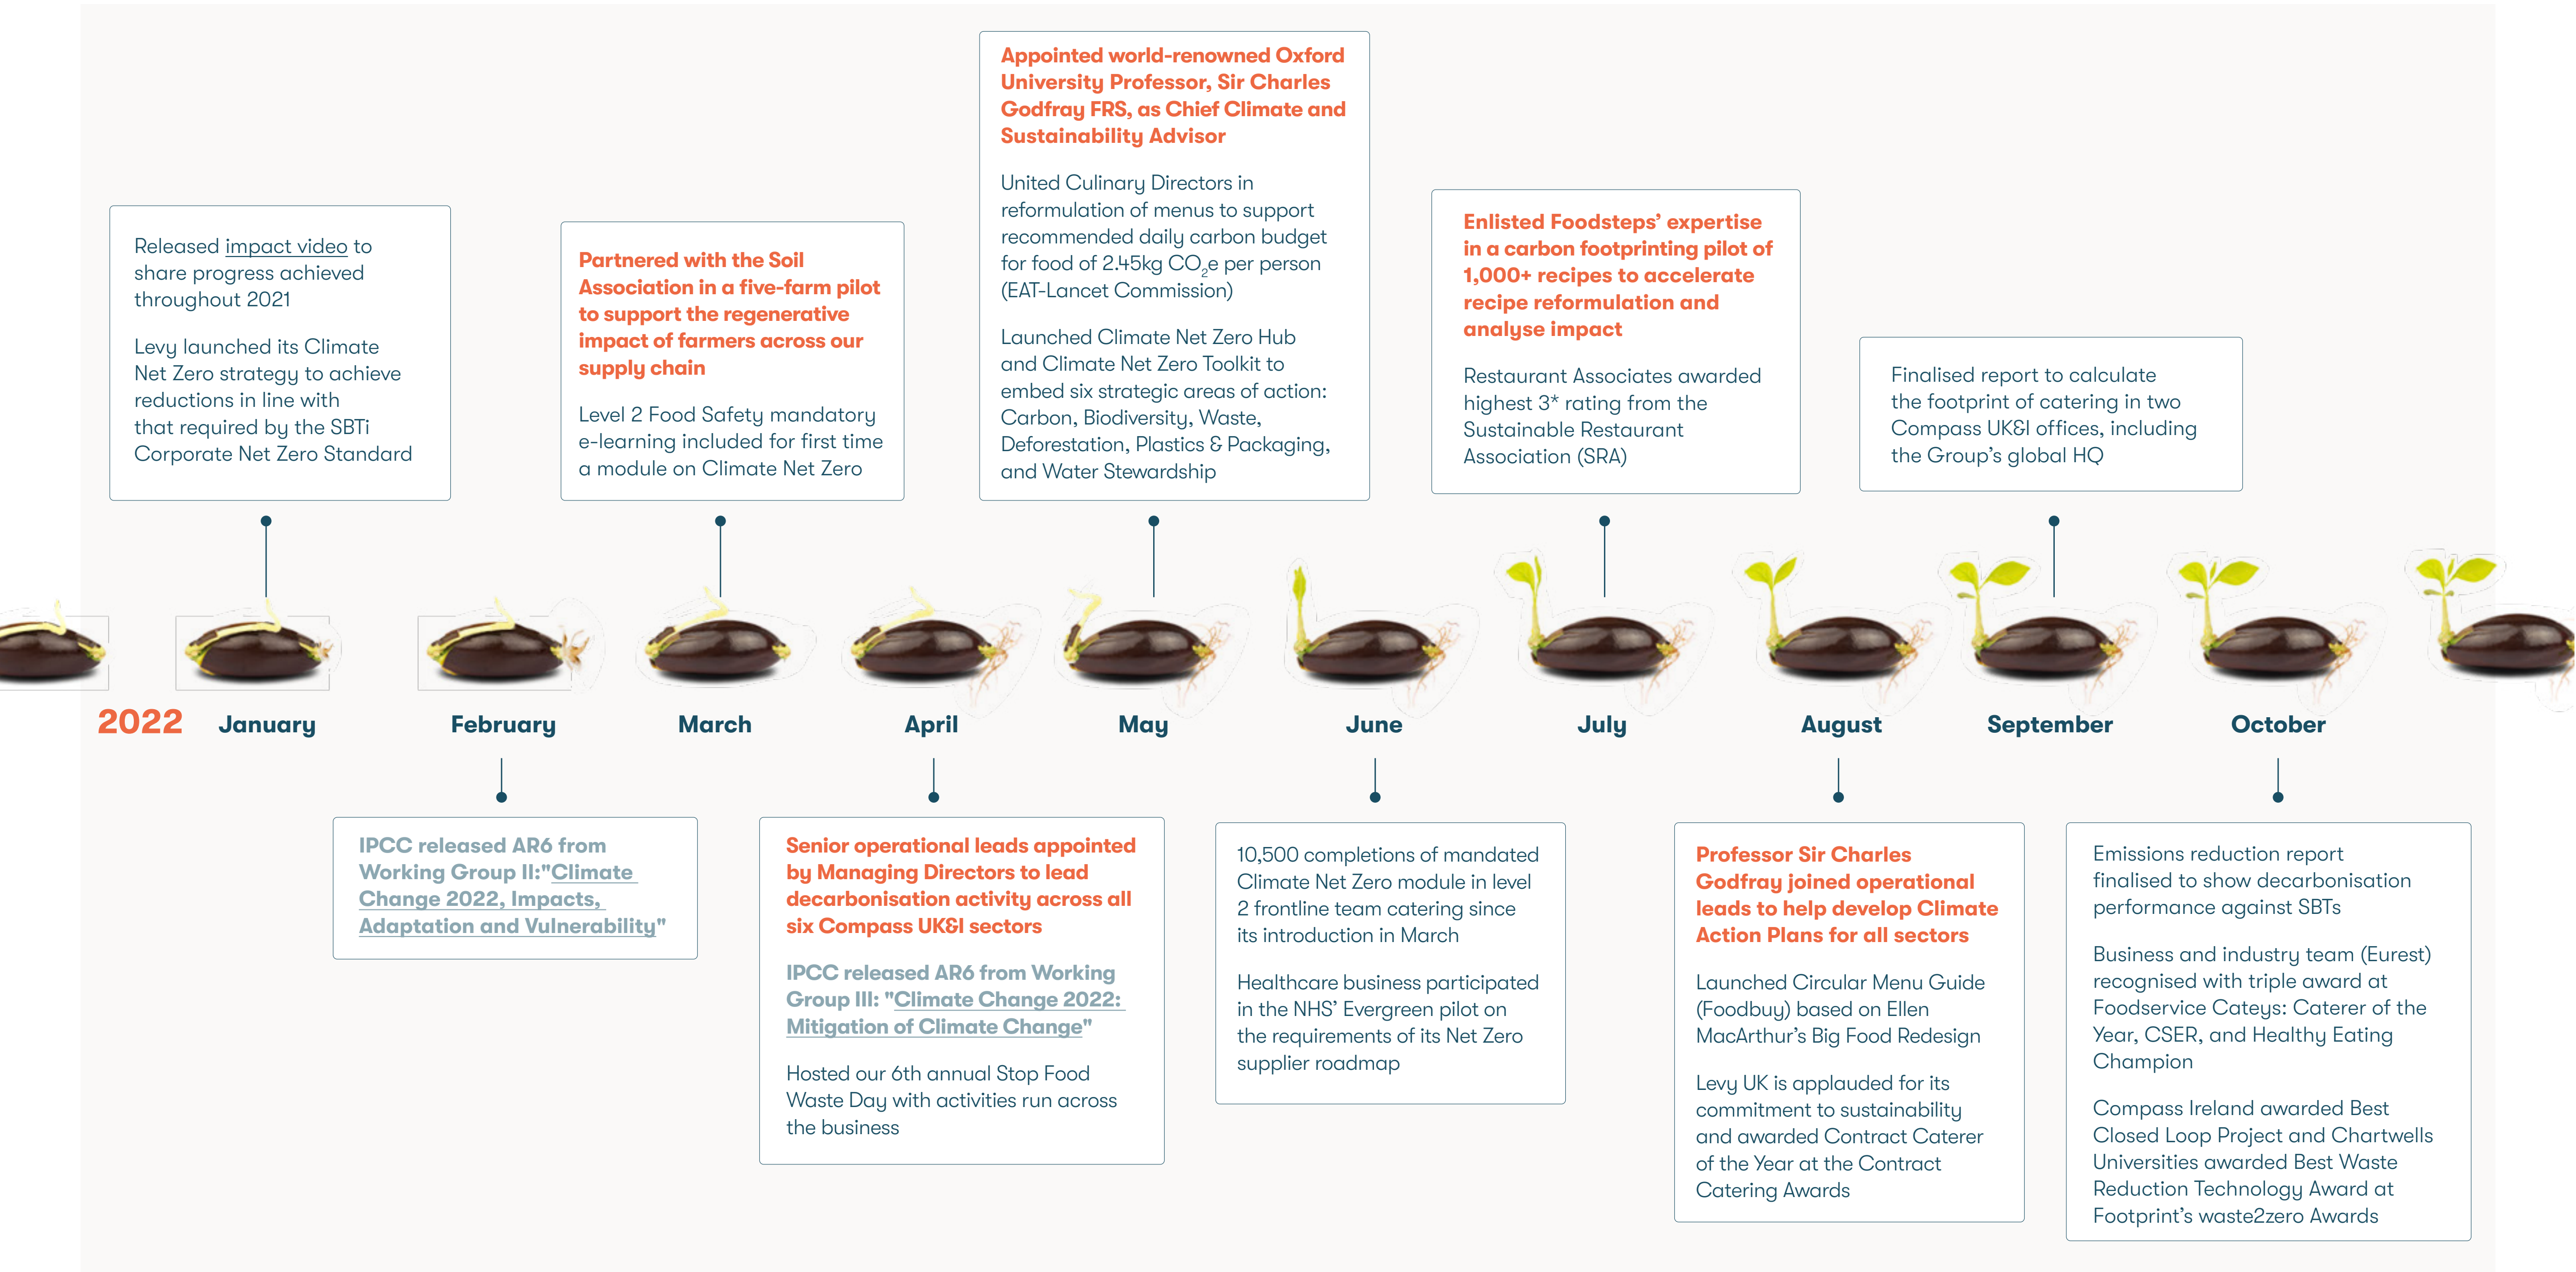 Appointed world-renowned Oxford
University Professor, Sir Charles
Godfray FRS, as Chief Climate and
Sustainability Advisor
United Culinary Directors in
reformulation of menus to support
recommended daily carbon budget
for food of 2.45kg CO₂e per person
(EAT-Lancet Commission)
Launched Climate Net Zero Hub
and Climate Net Zero Toolkit to
embed six strategic areas of action:
Carbon, Biodiversity, Waste,
Deforestation, Plastics & Packaging,
and Water Stewardship
Released impact video to
share progress achieved
throughout 2021
Levy launched its Climate
Net Zero strategy to achieve
reductions in line with
that required by the SBTi
Corporate Net Zero Standard
Partnered with the Soil
Association in a five-farm pilot
to support the regenerative
impact of farmers across our
supply chain
Level 2 Food Safety mandatory
e-learning included for first time
a module on Climate Net Zero
Enlisted Foodsteps’ expertise
in a carbon footprinting pilot of
1,000+ recipes to accelerate
recipe reformulation and
analyse impact
Restaurant Associates awarded
highest 3* rating from the
Sustainable Restaurant
Association (SRA)
Finalised report to calculate
the footprint of catering in two
Compass UK&I offices, including
the Group’s global HQ
2022 January February March April May June July August September October
IPCC released AR6 from
Working Group II:"Climate
Change 2022, Impacts,
Adaptation and Vulnerability"
Senior operational leads appointed
by Managing Directors to lead
decarbonisation activity across all
six Compass UK&I sectors
IPCC released AR6 from Working
Group III: "Climate Change 2022:
Mitigation of Climate Change"
Hosted our 6th annual Stop Food
Waste Day with activities run across
the business
10,500 completions of mandated
Climate Net Zero module in level
2 frontline team catering since
its introduction in March
Healthcare business participated
in the NHS’ Evergreen pilot on
the requirements of its Net Zero
supplier roadmap
Professor Sir Charles
Godfray joined operational
leads to help develop Climate
Action Plans for all sectors
Launched Circular Menu Guide
(Foodbuy) based on Ellen
MacArthur’s Big Food Redesign
Levy UK is applauded for its
commitment to sustainability
and awarded Contract Caterer
of the Year at the Contract
Catering Awards
Emissions reduction report
finalised to show decarbonisation
performance against SBTs
Business and industry team (Eurest)
recognised with triple award at
Foodservice Cateys: Caterer of the
Year, CSER, and Healthy Eating
Champion
Compass Ireland awarded Best
Closed Loop Project and Chartwells
Universities awarded Best Waste
Reduction Technology Award at
Footprint’s waste2zero Awards